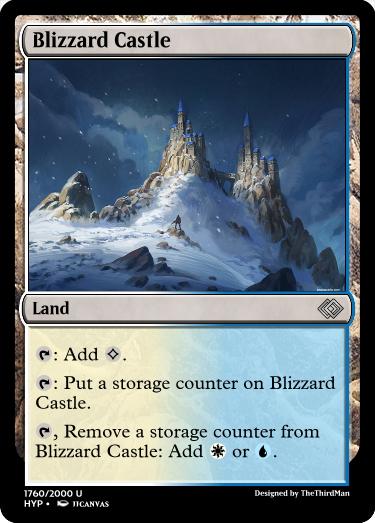 Blizzard Castle
Land
: Add .
: Put a storage counter on Blizzard
Castle.
, Remove a storage counter from
Blizzard Castle: Add or .
1760/2000 U
HYP • JTCANVAS
Designed by TheThirdMan